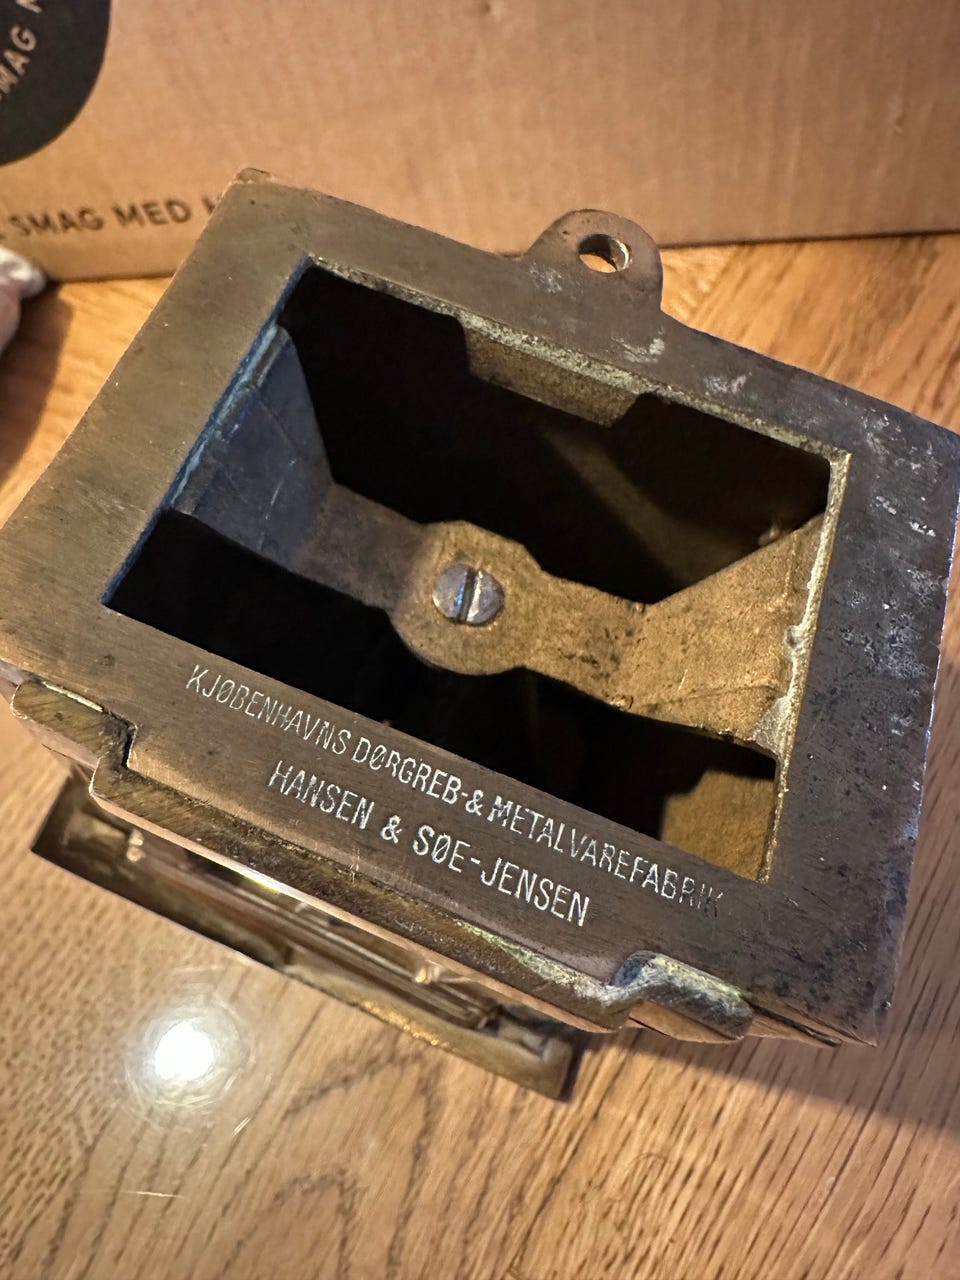 SMAG MED
KJØBENHAVNS DØRGREB-& METALVAREFABRIK
HANSEN & SØE-JENSEN